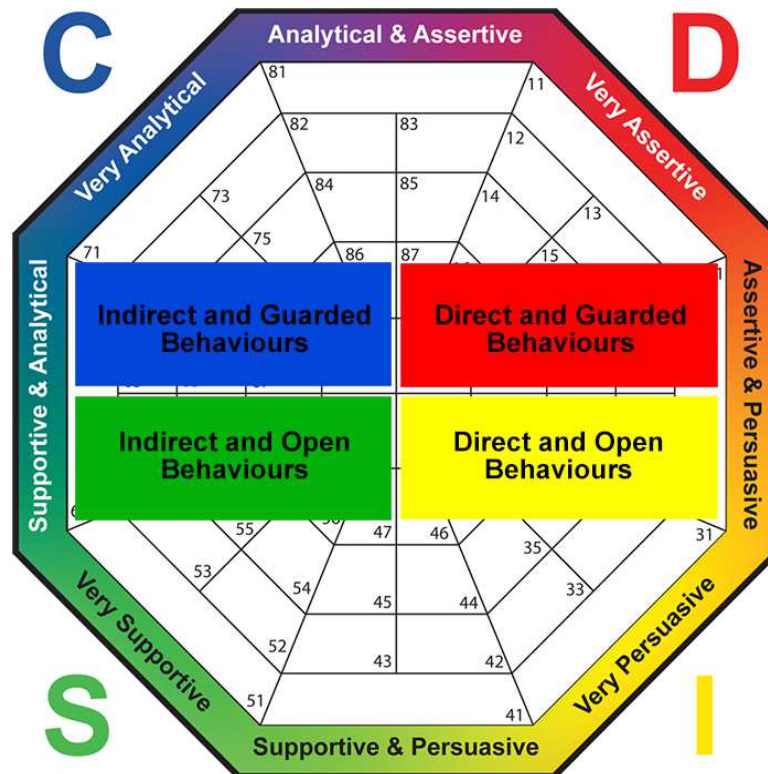 C
D
Analytical & Assertive
Very Analytical
Very Assertive
81
11
82
83
12
84
85
14
73
13
75
15
71
86
87
Indirect and Guarded
Behaviours
Direct and Guarded
Behaviours
Supportive & Analytical
Assertive & Persuasive
Indirect and Open
Behaviours
Direct and Open
Behaviours
55
47
46
35
31
53
54
45
44
33
52
43
42
51
41
Very Supportive
Very Persuasive
S
I
Supportive & Persuasive